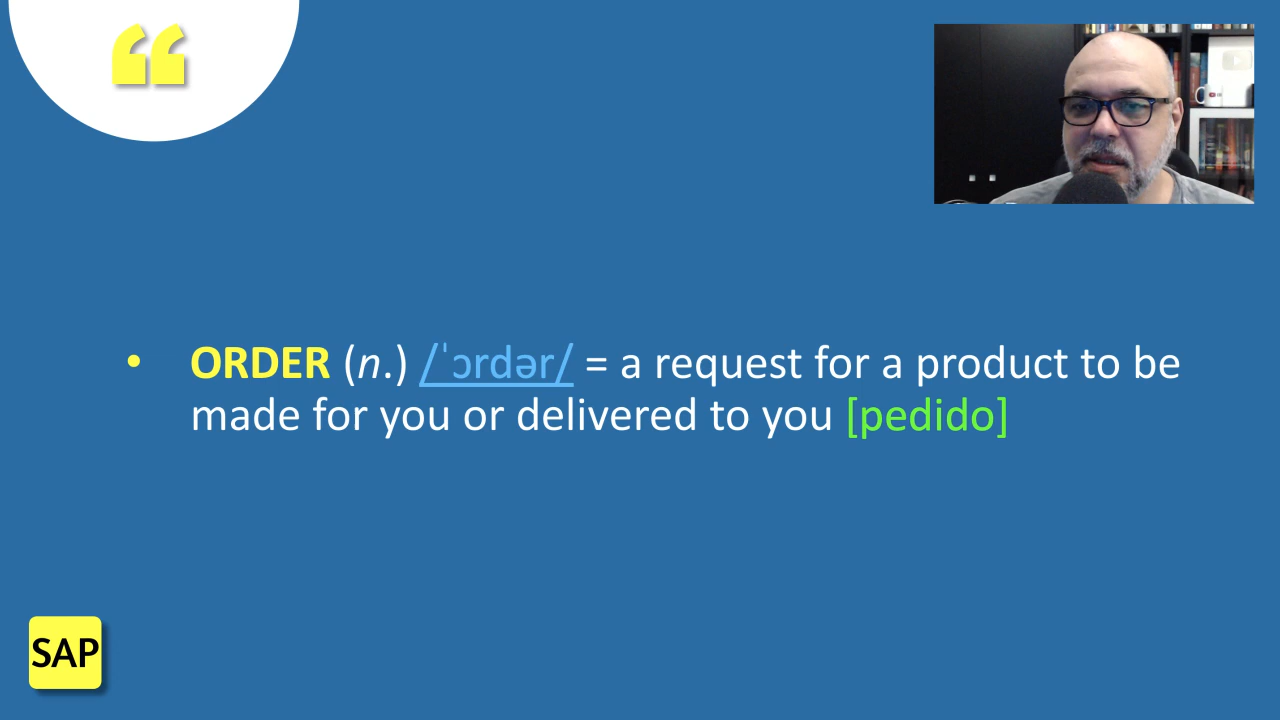 • ORDER (n.) /ˈɔrdər/ = a request for a product to be
made for you or delivered to you [pedido]
SAP